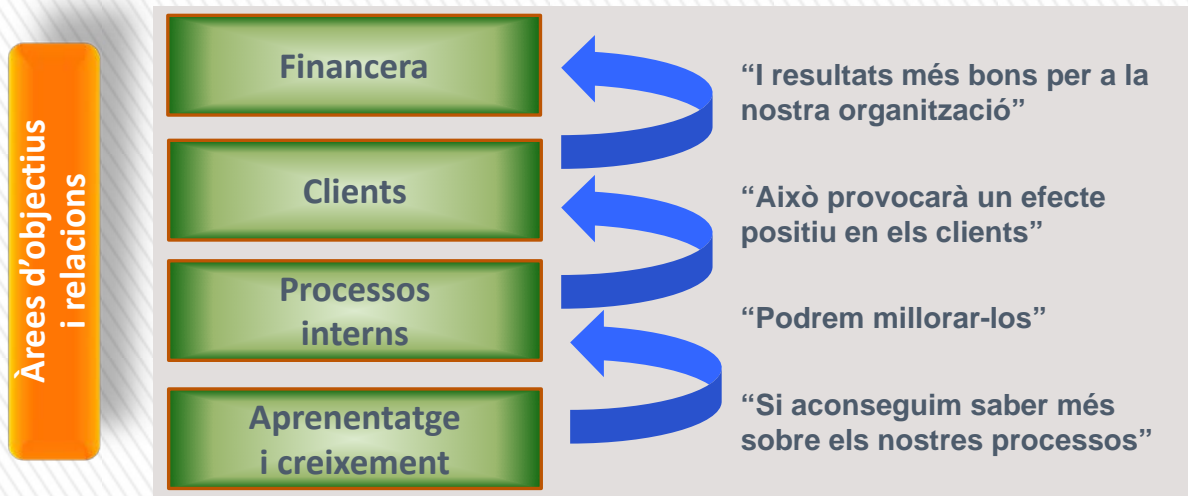 Àrees d'objectius
i relacions
Financera
“I resultats més bons per a la
nostra organització”
Clients
“Això provocarà un efecte
positiu en els clients”
Processos
interns
“Podrem millorar-los”
Aprenentatge
i creixement
“Si aconseguim saber més
sobre els nostres processos”